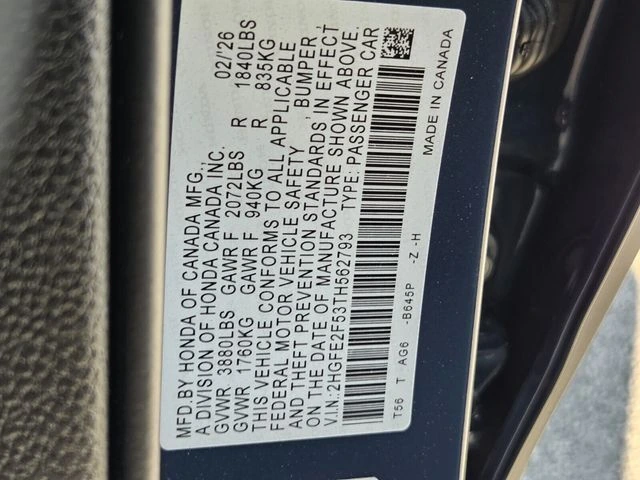 MFD.BY HONDA OF CANADA MFG. 02/26
A DIVISION OF HONDA CANADA INC.
GVWR 3880LBS GAWR F 2072LBS R 1840LBS
GVWR 1760KG GAWR F 940KG R 835KG
THIS VEHICLE CONFORMS TO ALL APPLICABLE
FEDERAL MOTOR VEHICLE SAFETY , BUMPER ,
AND THEFT PREVENTION STANDARDS IN EFFECT
ON THE DATE OF MANUFACTURE SHOWN ABOVE.
V.I.N.:2HGFE2F53TH562793 TYPE: PASSENGER CAR
T56 T AG6 -B645P -Z -H
MADE IN CANADA